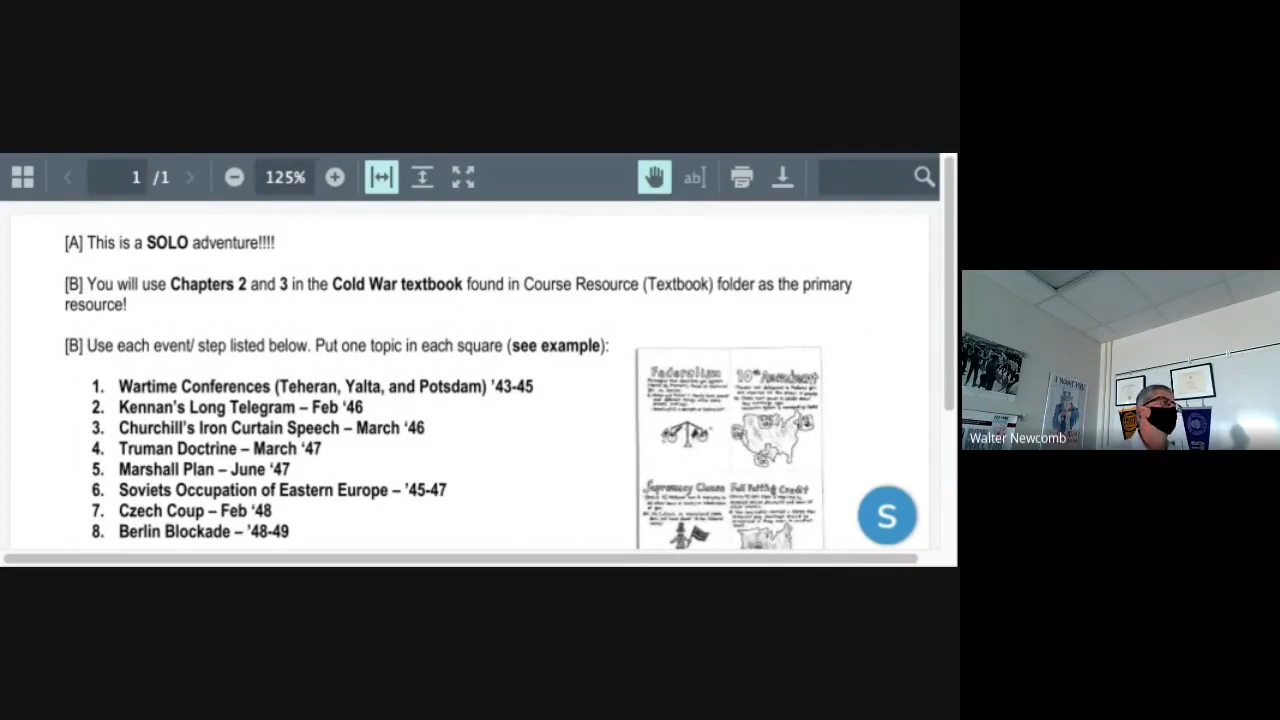 1 /1
125%
ab
[A] This is a SOLO adventure!!!!
[B] You will use Chapters 2 and 3 in the Cold War textbook found in Course Resource (Textbook) folder as the primary
resource!
[B] Use each event/ step listed below. Put one topic in each square (see example):
1. Wartime Conferences (Teheran, Yalta, and Potsdam) '43-45
2. Kennan's Long Telegram – Feb '46
3. Churchill's Iron Curtain Speech – March '46
4. Truman Doctrine – March '47
5. Marshall Plan – June '47
6. Soviets Occupation of Eastern Europe – '45-47
7. Czech Coup – Feb '48
8. Berlin Blockade – '48-49
Federalism
10th Amendment
Supremacy Clause
Full Faith & Credit
S
I WANT YOU
Walter Newcomb